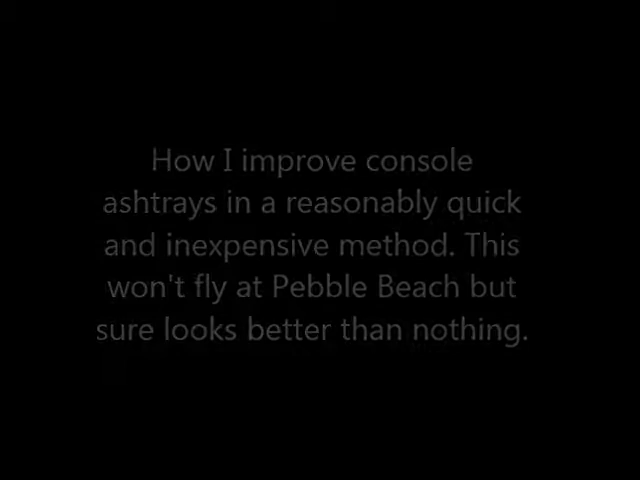 How I improve console
ashtrays in a reasonably quick
and inexpensive method. This
won't fly at Pebble Beach but
sure looks better than nothing.